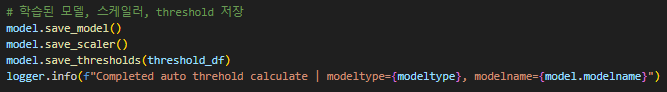 # 학습된 모델, 스케일러, threshold 저장
model.save_model()
model.save_scaler()
model.save_thresholds(threshold_df)
logger.info(f"Completed auto threhold calculate | modeltype={modeltype}, modelname={model.modelname}")